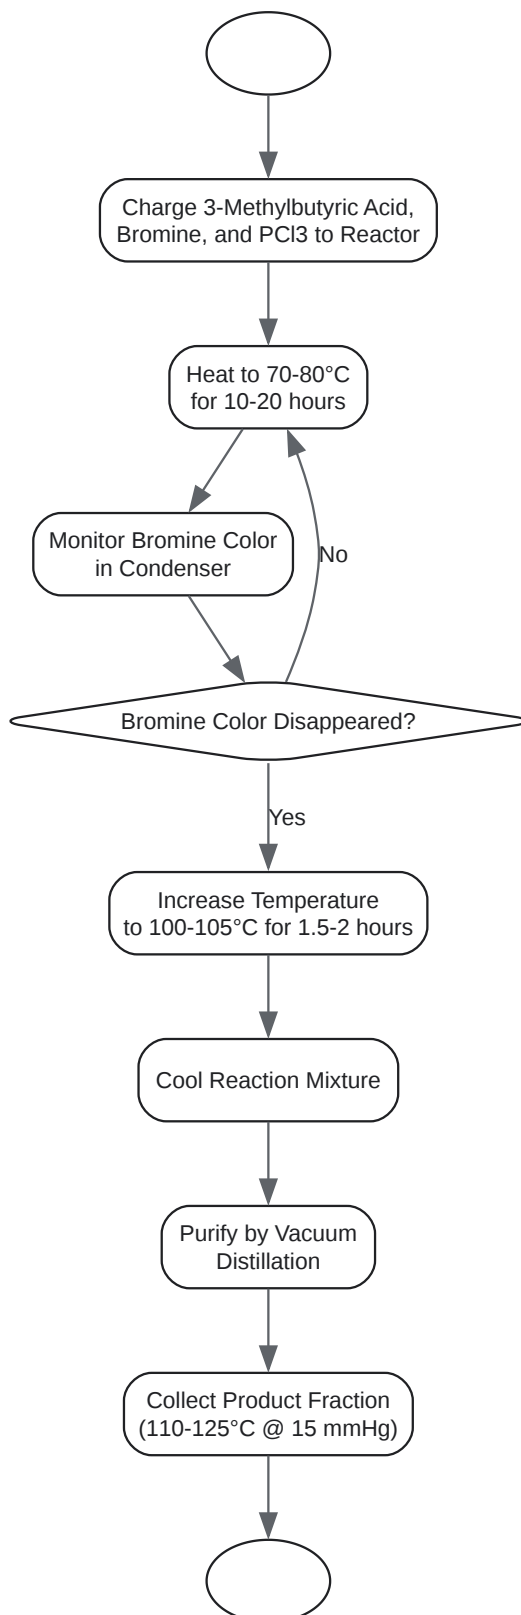 Charge 3-Methylbutyric Acid,
Bromine, and PCl3 to Reactor
Heat to 70-80°C
for 10-20 hours
Monitor Bromine Color
in Condenser
No
Bromine Color Disappeared?
Yes
Increase Temperature
to 100-105°C for 1.5-2 hours
Cool Reaction Mixture
Purify by Vacuum
Distillation
Collect Product Fraction
(110-125°C @ 15 mmHg)